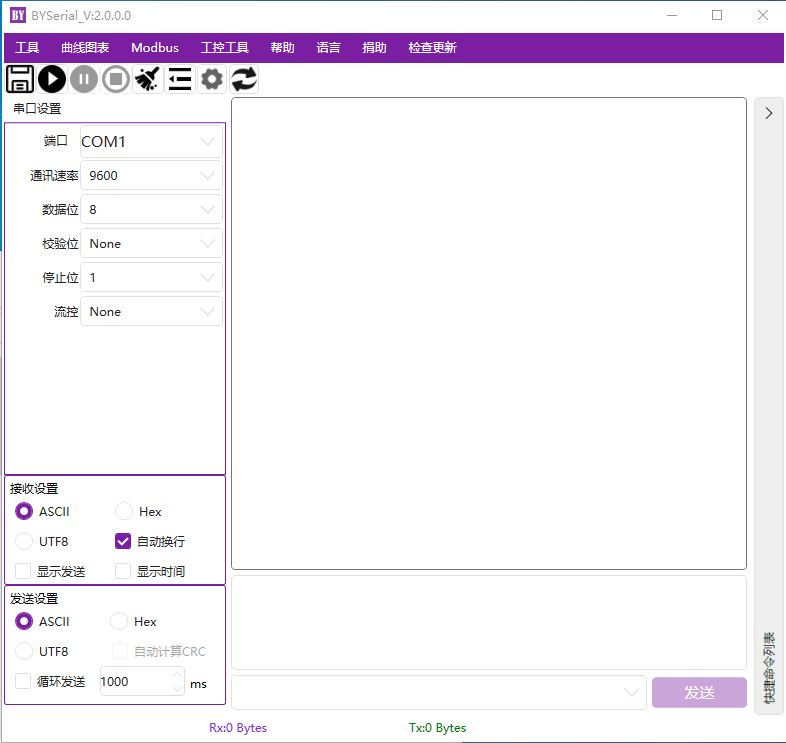 BY BYSerial_V:2.0.0.0
工具 曲线图表 Modbus 工控工具 帮助 语言 捐助 检查更新
串口设置
端口 COM1
通讯速率 9600
数据位 8
校验位 None
停止位 1
流控 None
接收设置
ASCII Hex
UTF8 自动换行
显示发送 显示时间
发送设置
ASCII Hex
UTF8 自动计算CRC
循环发送 1000 ms
发送
快捷命令列表
Rx:0 Bytes Tx:0 Bytes